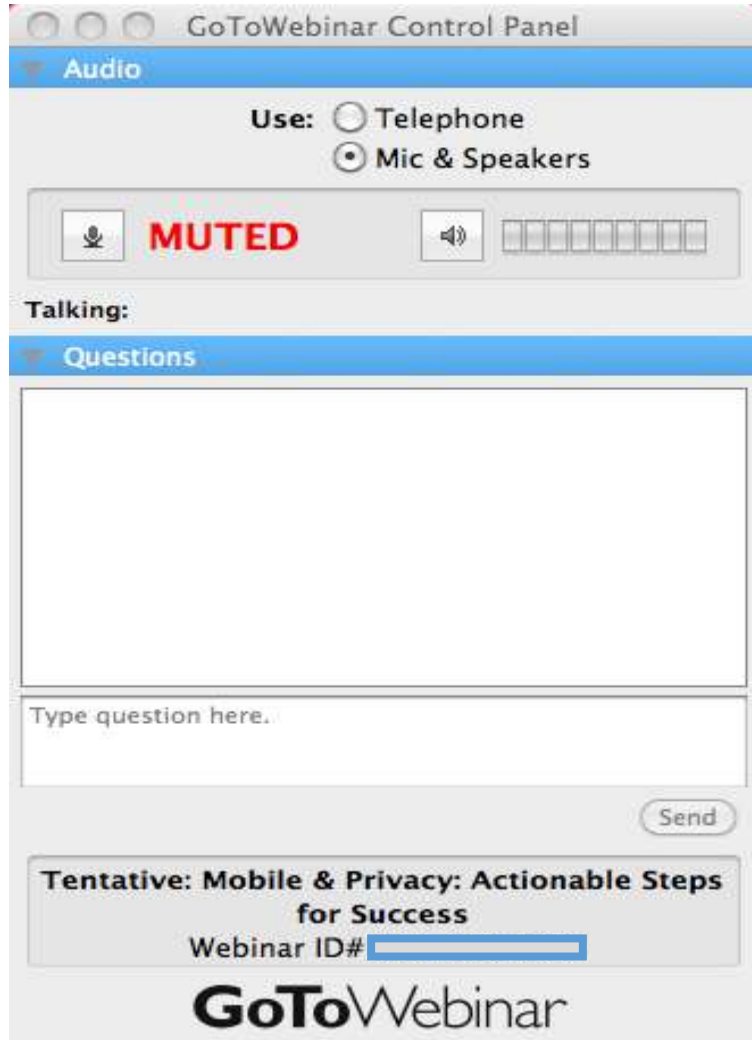 GoToWebinar Control Panel
Audio
Use: Telephone
Mic & Speakers
MUTED
Talking:
Questions
Type question here.
Send
Tentative: Mobile & Privacy: Actionable Steps
for Success
Webinar ID#
GoToWebinar